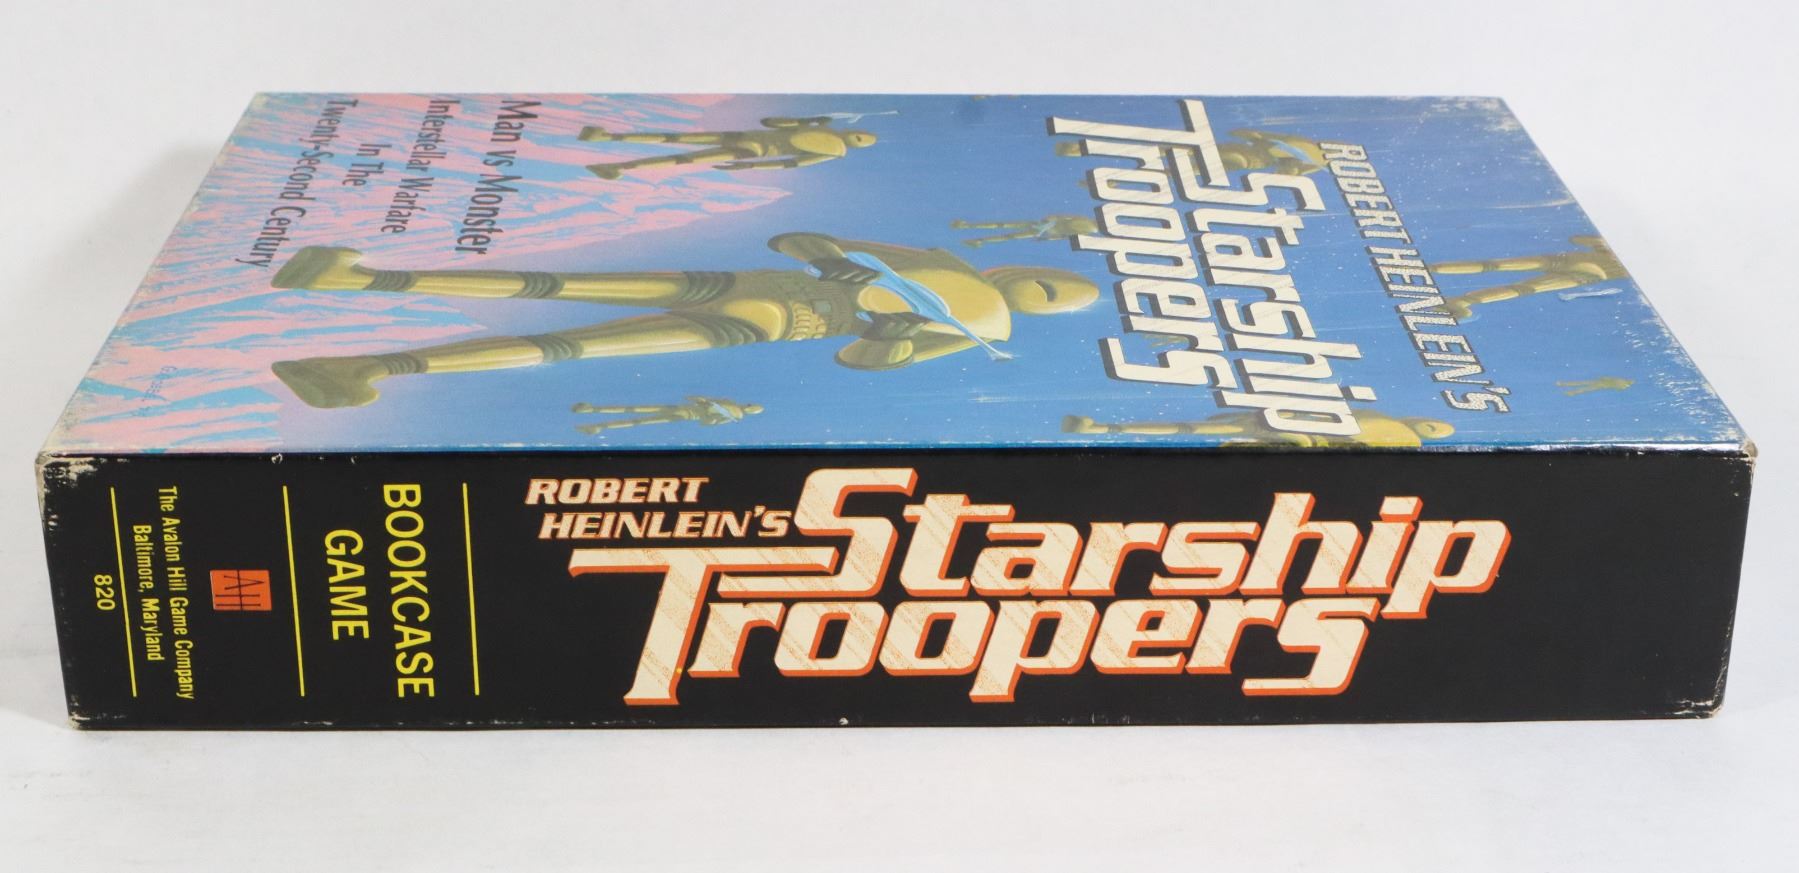 ROBERT HEINLEIN'S
Starship
Troopers
Man vs Monster
Interstellar Warfare
In The
Twenty-Second Century
ROBERT
HEINLEIN'S
Starship
Troopers
BOOKCASE
GAME
AH
The Avalon Hill Game Company
Baltimore, Maryland
820